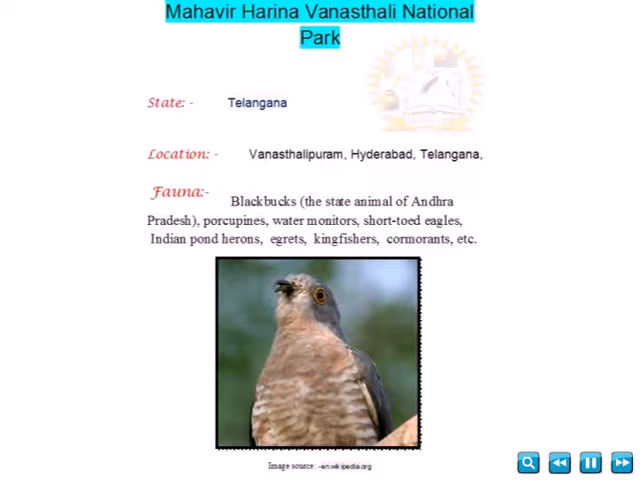 Mahavir Harina Vanasthali National
Park
State: - Telangana
Location: - Vanasthalipuram, Hyderabad, Telangana,
Fauna:-
Blackbucks (the state animal of Andhra
Pradesh), porcupines, water monitors, short-toed eagles,
Indian pond herons, egrets, kingfishers, cormorants, etc.
Image source: -en.wikipedia.org